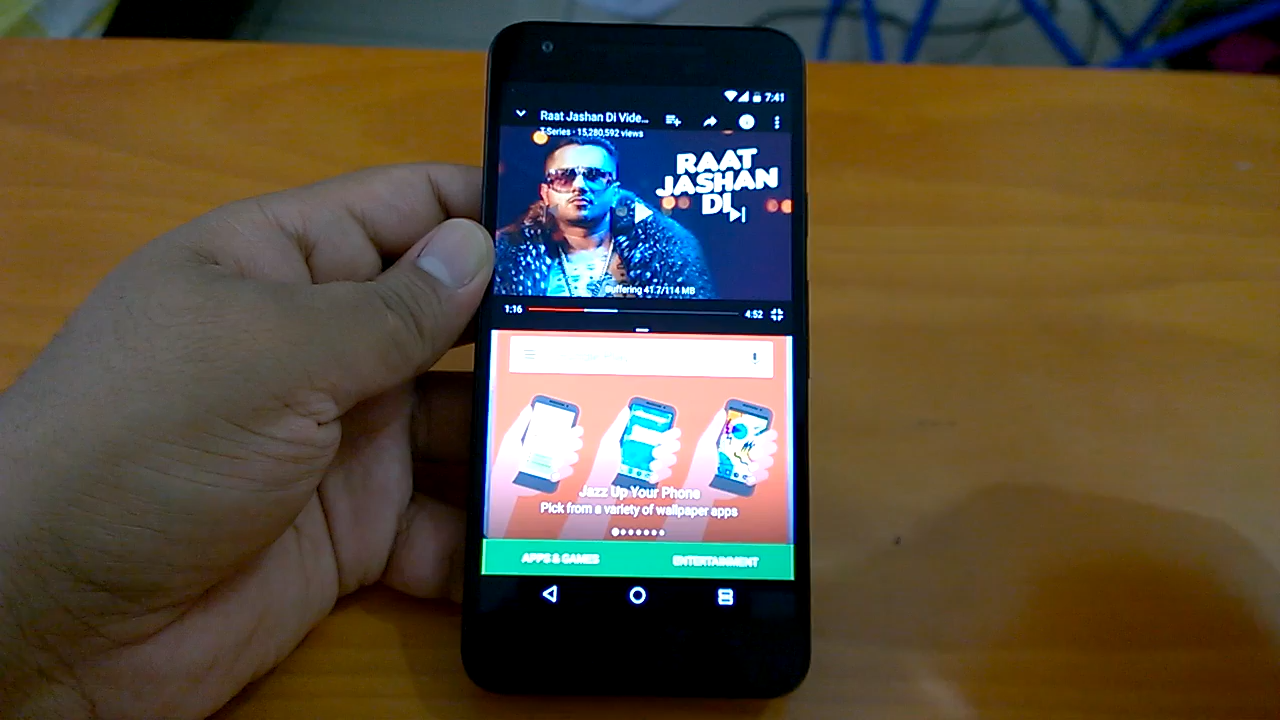 7:41
Raat Jashan Di Vide...
T-Series · 15,280,592 views
RAAT
JASHAN
DI
Buffering 41.7/114 MB
1:16
4:52
Jazz Up Your Phone
Pick from a variety of wallpaper apps
APPS & GAMES
ENTERTAINMENT